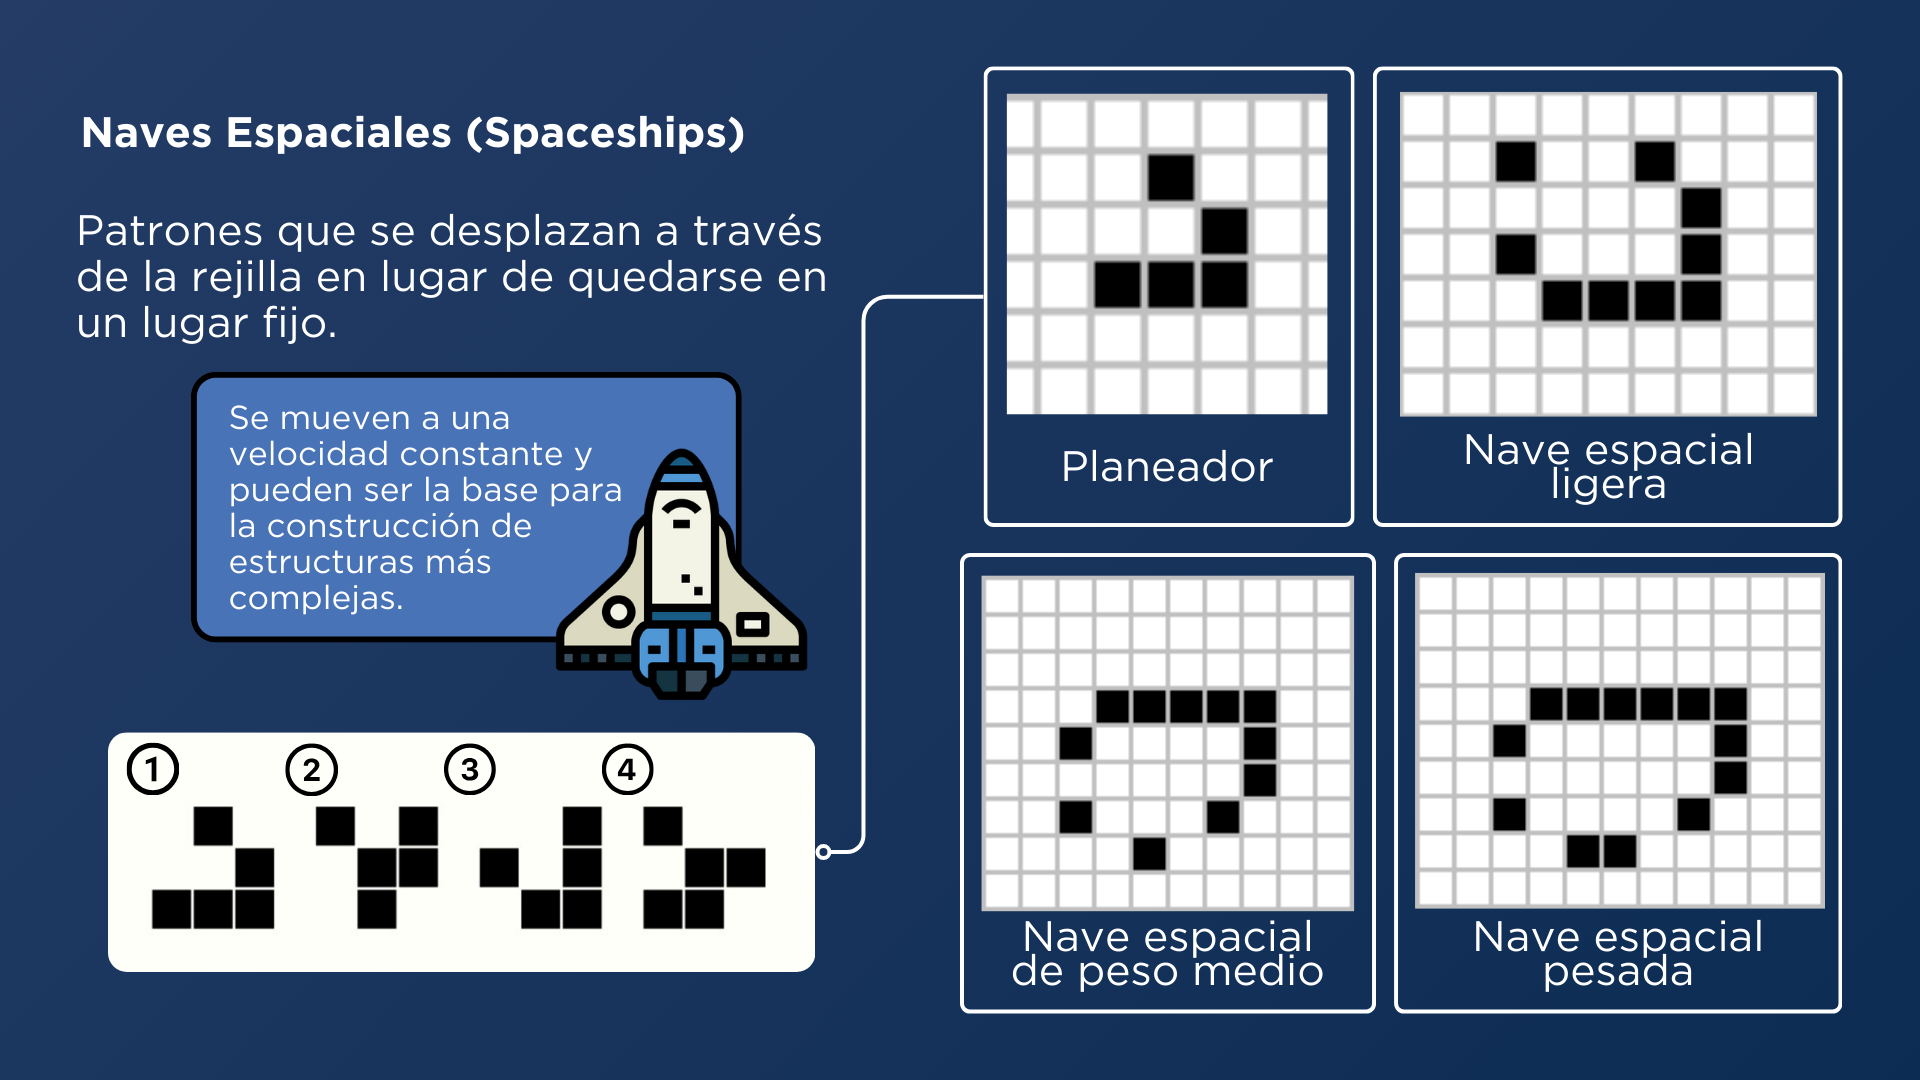 Naves Espaciales (Spaceships)
Patrones que se desplazan a través
de la rejilla en lugar de quedarse en
un lugar fijo.
Se mueven a una
velocidad constante y
pueden ser la base para
la construcción de
estructuras más
complejas.
1 2 3 4
Planeador
Nave espacial
ligera
Nave espacial
de peso medio
Nave espacial
pesada